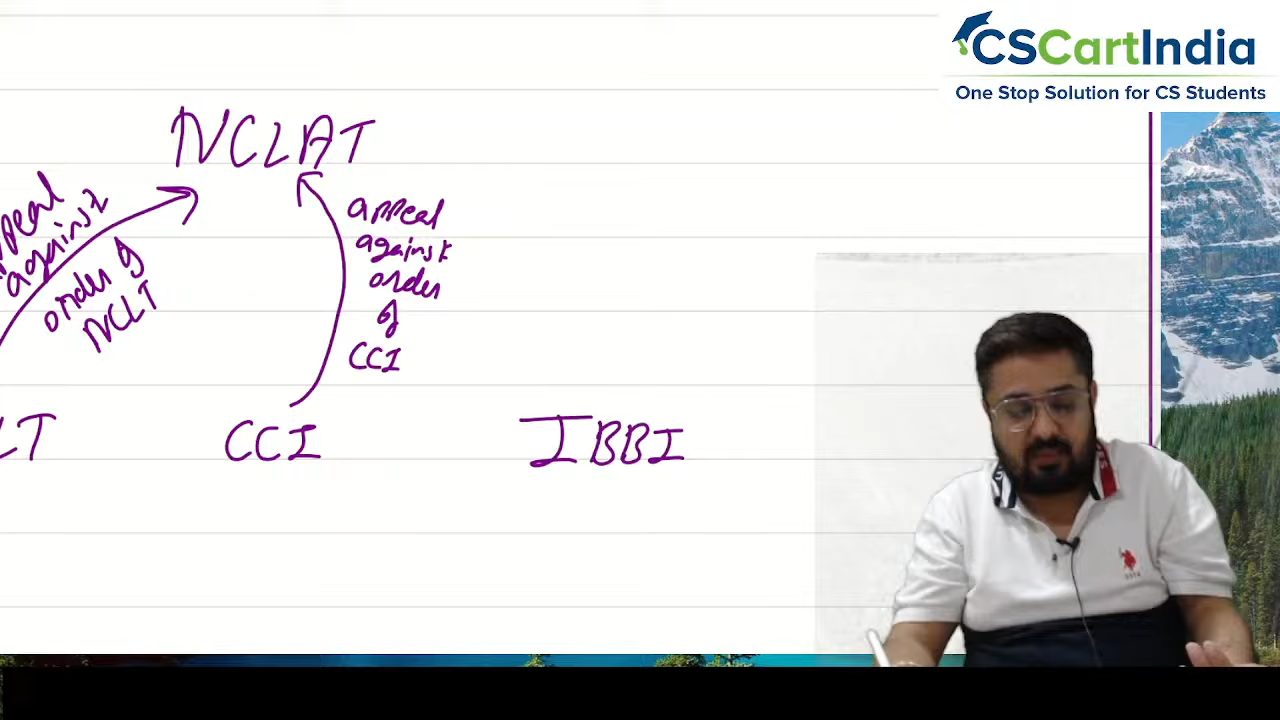 CSCartIndia
One Stop Solution for CS Students
NCLAT
against
order of
NCLT
appeal
against
order
of
CCI
LT
CCI
IBBI